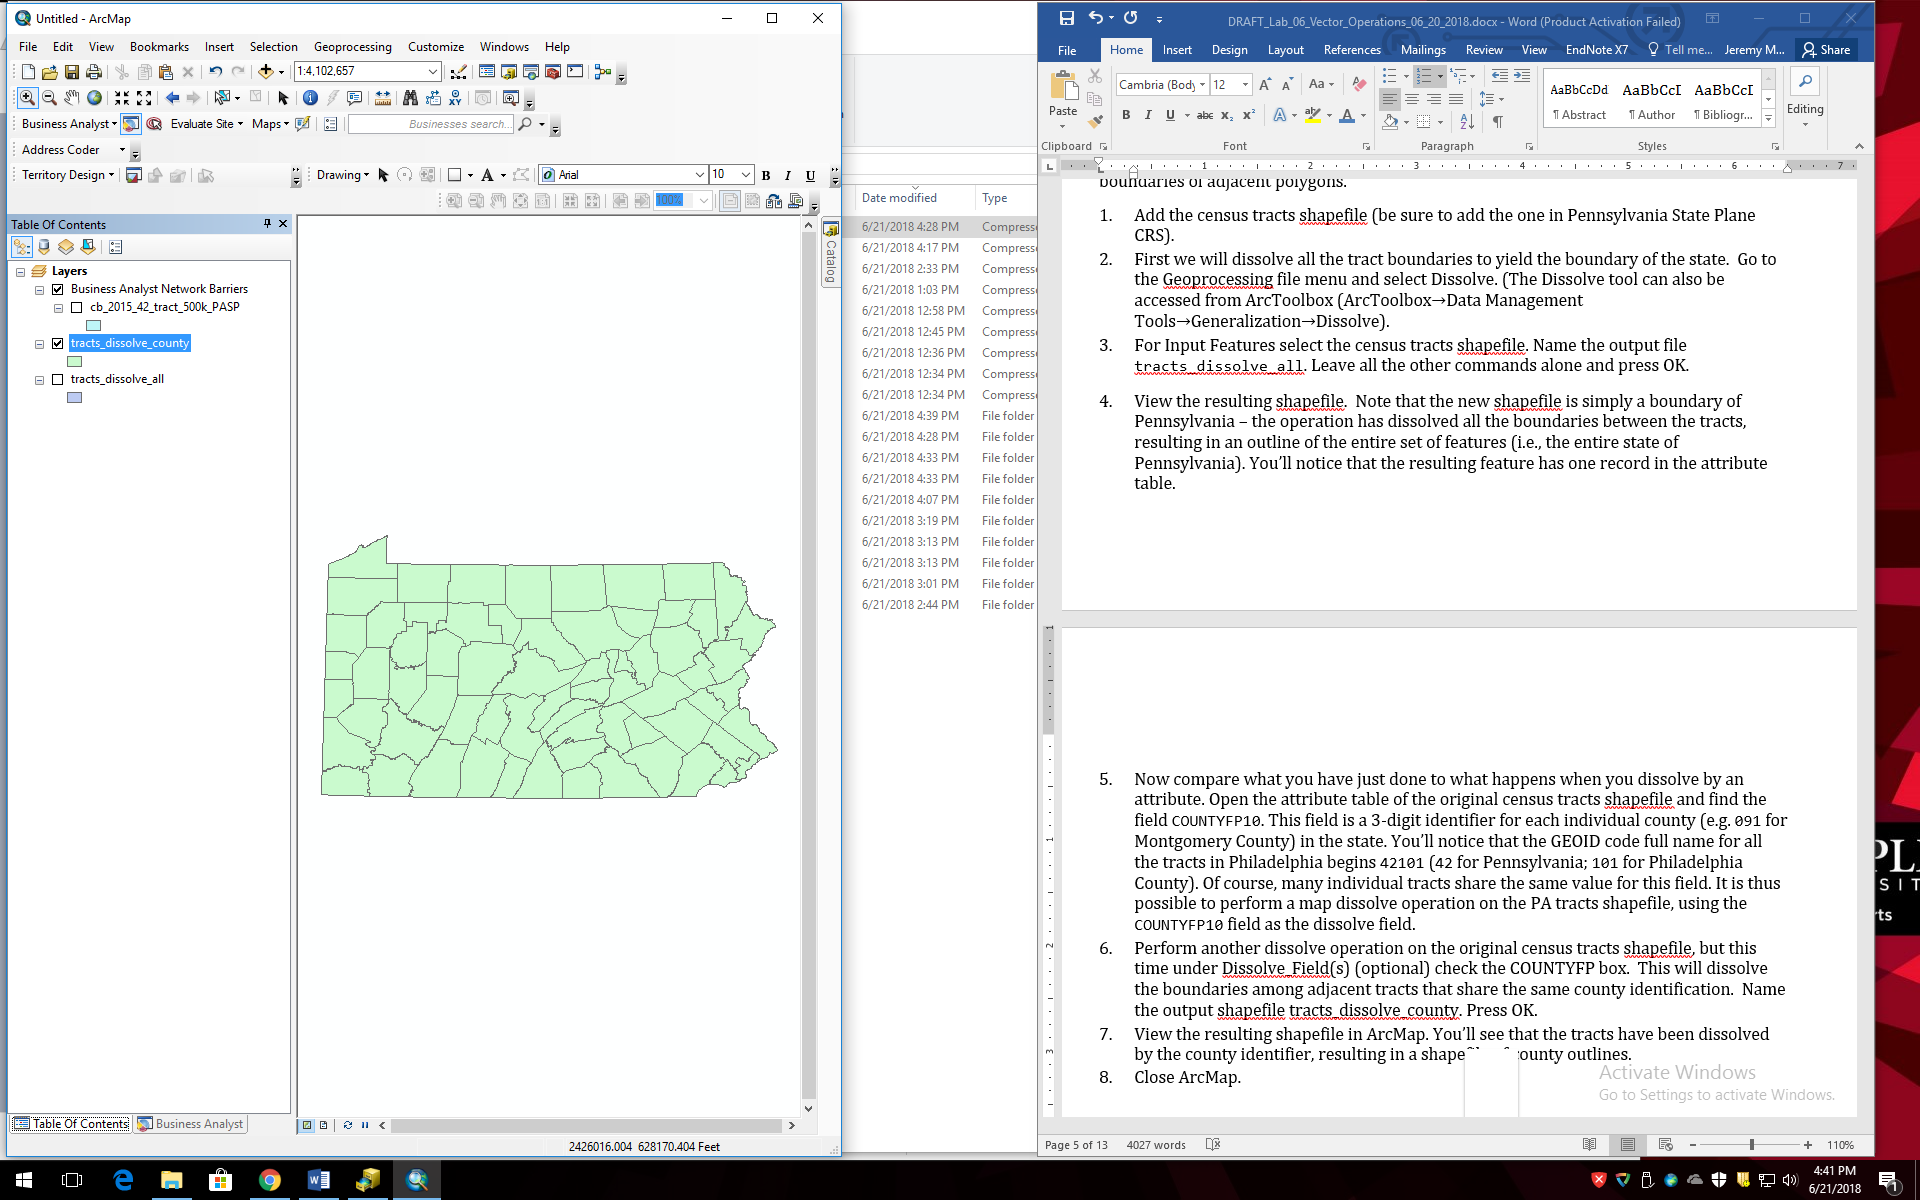 Untitled - ArcMap
File Edit View Bookmarks Insert Selection Geoprocessing Customize Windows Help
1:4,102,657
Business Analyst Evaluate Site Maps Businesses search...
Address Coder
Territory Design Drawing A Arial 10 B I U
100%
Table Of Contents
Layers
Business Analyst Network Barriers
cb_2015_42_tract_500k_PASP
tracts_dissolve_county
tracts_dissolve_all
Catalog
Table Of Contents Business Analyst
2426016.004 628170.404 Feet
Date modified Type
6/21/2018 4:28 PM Compresse
6/21/2018 4:17 PM Compresse
6/21/2018 2:33 PM Compresse
6/21/2018 1:03 PM Compresse
6/21/2018 12:58 PM Compresse
6/21/2018 12:45 PM Compresse
6/21/2018 12:36 PM Compresse
6/21/2018 12:34 PM Compresse
6/21/2018 12:34 PM Compresse
6/21/2018 4:39 PM File folder
6/21/2018 4:28 PM File folder
6/21/2018 4:33 PM File folder
6/21/2018 4:33 PM File folder
6/21/2018 4:07 PM File folder
6/21/2018 3:19 PM File folder
6/21/2018 3:13 PM File folder
6/21/2018 3:13 PM File folder
6/21/2018 3:01 PM File folder
6/21/2018 2:44 PM File folder
DRAFT_Lab_06_Vector_Operations_06_20_2018.docx - Word (Product Activation Failed)
File Home Insert Design Layout References Mailings Review View EndNote X7 Tell me... Jeremy M... Share
Paste Cambria (Body 12 Aa
B I U abc X₂ X² A A
AaBbCcDd AaBbCcI AaBbCcI
¶ Abstract ¶ Author ¶ Bibliogr...
Editing
Clipboard Font Paragraph Styles
1 2 3 4 5 6 7
boundaries of adjacent polygons.
1. Add the census tracts shapefile (be sure to add the one in Pennsylvania State Plane
CRS).
2. First we will dissolve all the tract boundaries to yield the boundary of the state. Go to
the Geoprocessing file menu and select Dissolve. (The Dissolve tool can also be
accessed from ArcToolbox (ArcToolbox→Data Management
Tools→Generalization→Dissolve).
3. For Input Features select the census tracts shapefile. Name the output file
tracts_dissolve_all. Leave all the other commands alone and press OK.
4. View the resulting shapefile. Note that the new shapefile is simply a boundary of
Pennsylvania – the operation has dissolved all the boundaries between the tracts,
resulting in an outline of the entire set of features (i.e., the entire state of
Pennsylvania). You’ll notice that the resulting feature has one record in the attribute
table.
5. Now compare what you have just done to what happens when you dissolve by an
attribute. Open the attribute table of the original census tracts shapefile and find the
field COUNTYFP10. This field is a 3-digit identifier for each individual county (e.g. 091 for
Montgomery County) in the state. You’ll notice that the GEOID code full name for all
the tracts in Philadelphia begins 42101 (42 for Pennsylvania; 101 for Philadelphia
County). Of course, many individual tracts share the same value for this field. It is thus
possible to perform a map dissolve operation on the PA tracts shapefile, using the
COUNTYFP10 field as the dissolve field.
6. Perform another dissolve operation on the original census tracts shapefile, but this
time under Dissolve_Field(s) (optional) check the COUNTYFP box. This will dissolve
the boundaries among adjacent tracts that share the same county identification. Name
the output shapefile tracts_dissolve_county. Press OK.
7. View the resulting shapefile in ArcMap. You’ll see that the tracts have been dissolved
by the county identifier, resulting in a shapefile of county outlines.
8. Close ArcMap.
Activate Windows
Go to Settings to activate Windows.
Page 5 of 13 4027 words 110%
PL
SIT
rts
4:41 PM
6/21/2018
1